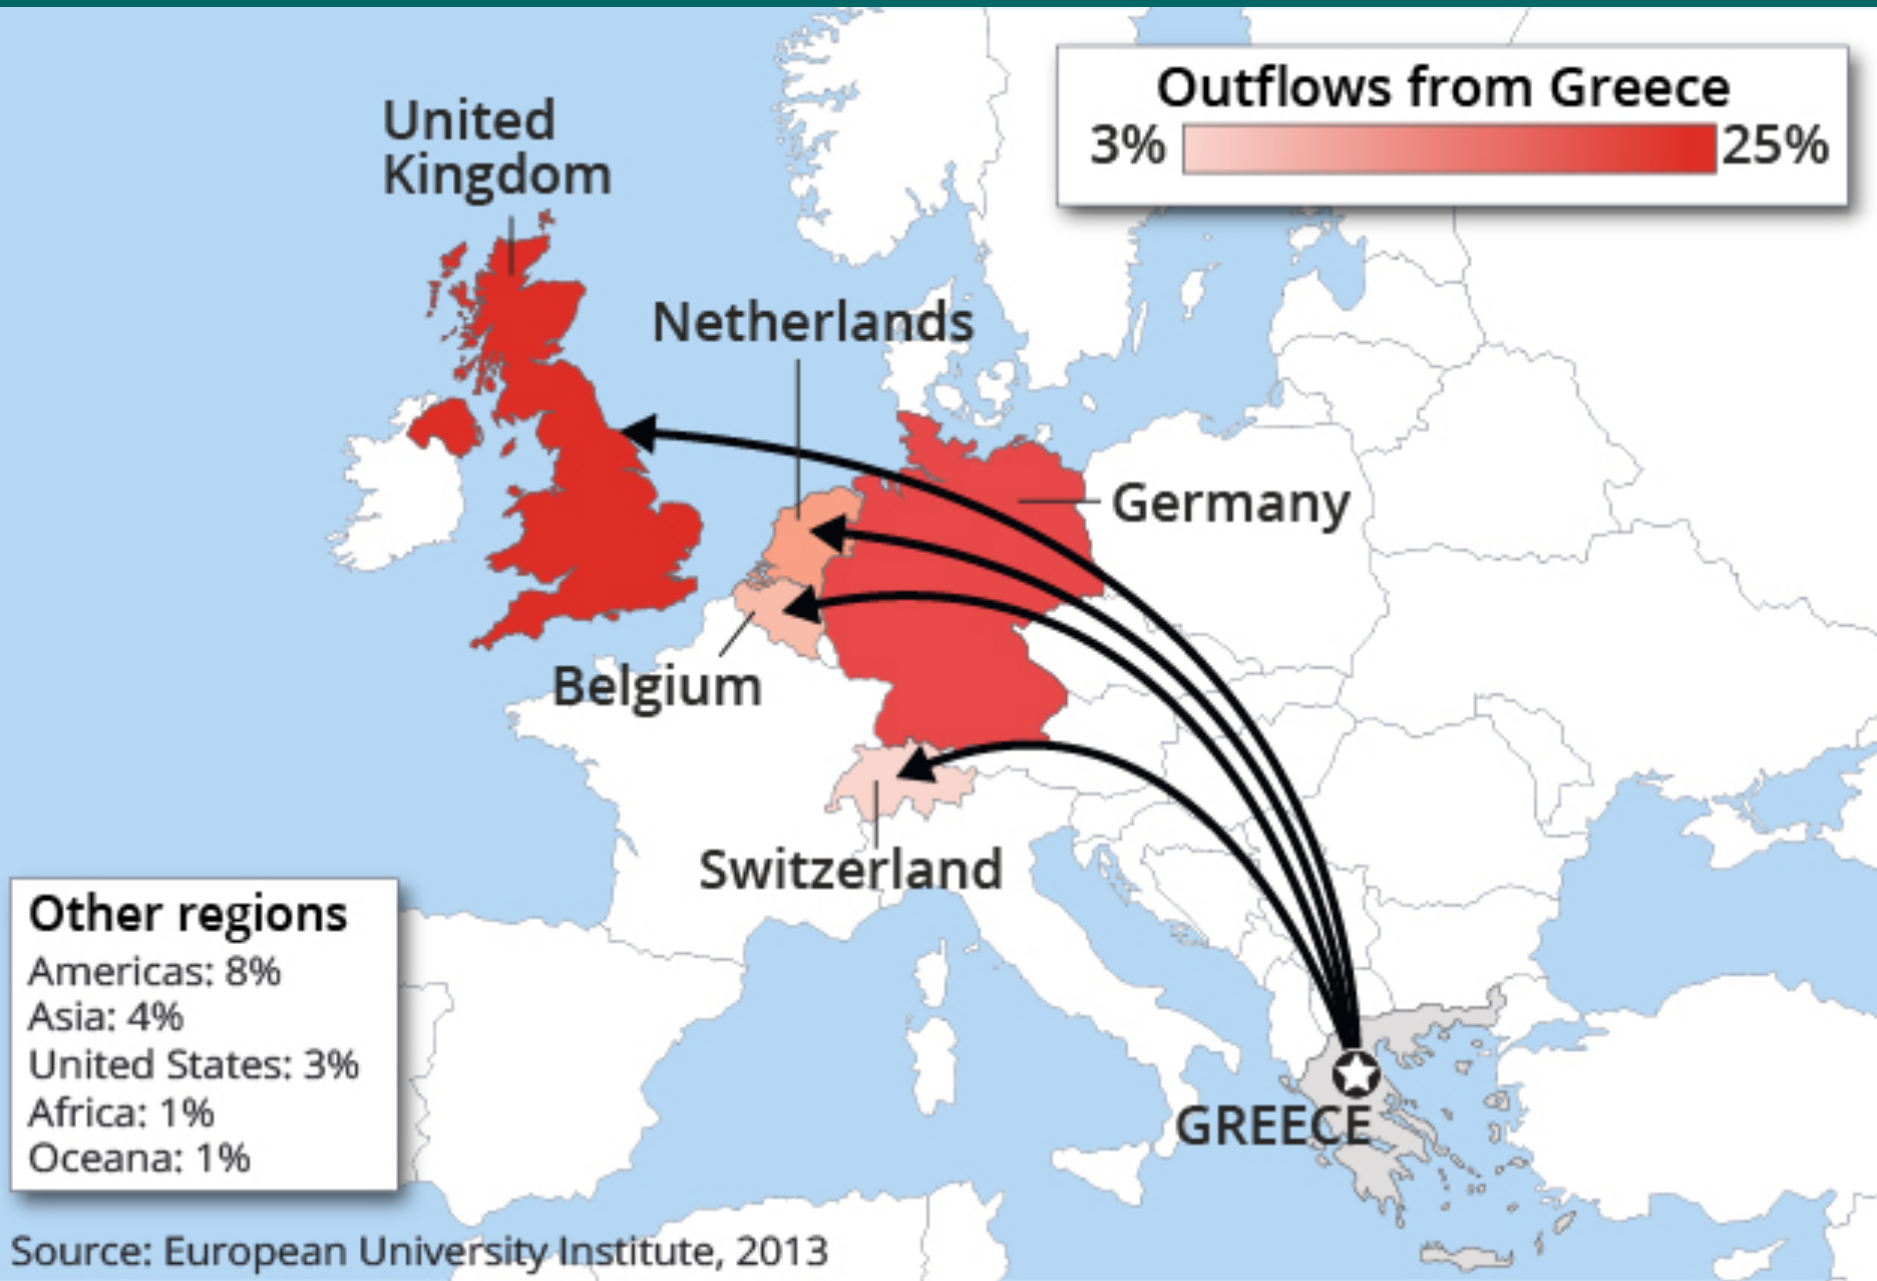 Outflows from Greece
3% 25%
United
Kingdom
Netherlands
Germany
Belgium
Switzerland
GREECE
Other regions
Americas: 8%
Asia: 4%
United States: 3%
Africa: 1%
Oceana: 1%
Source: European University Institute, 2013